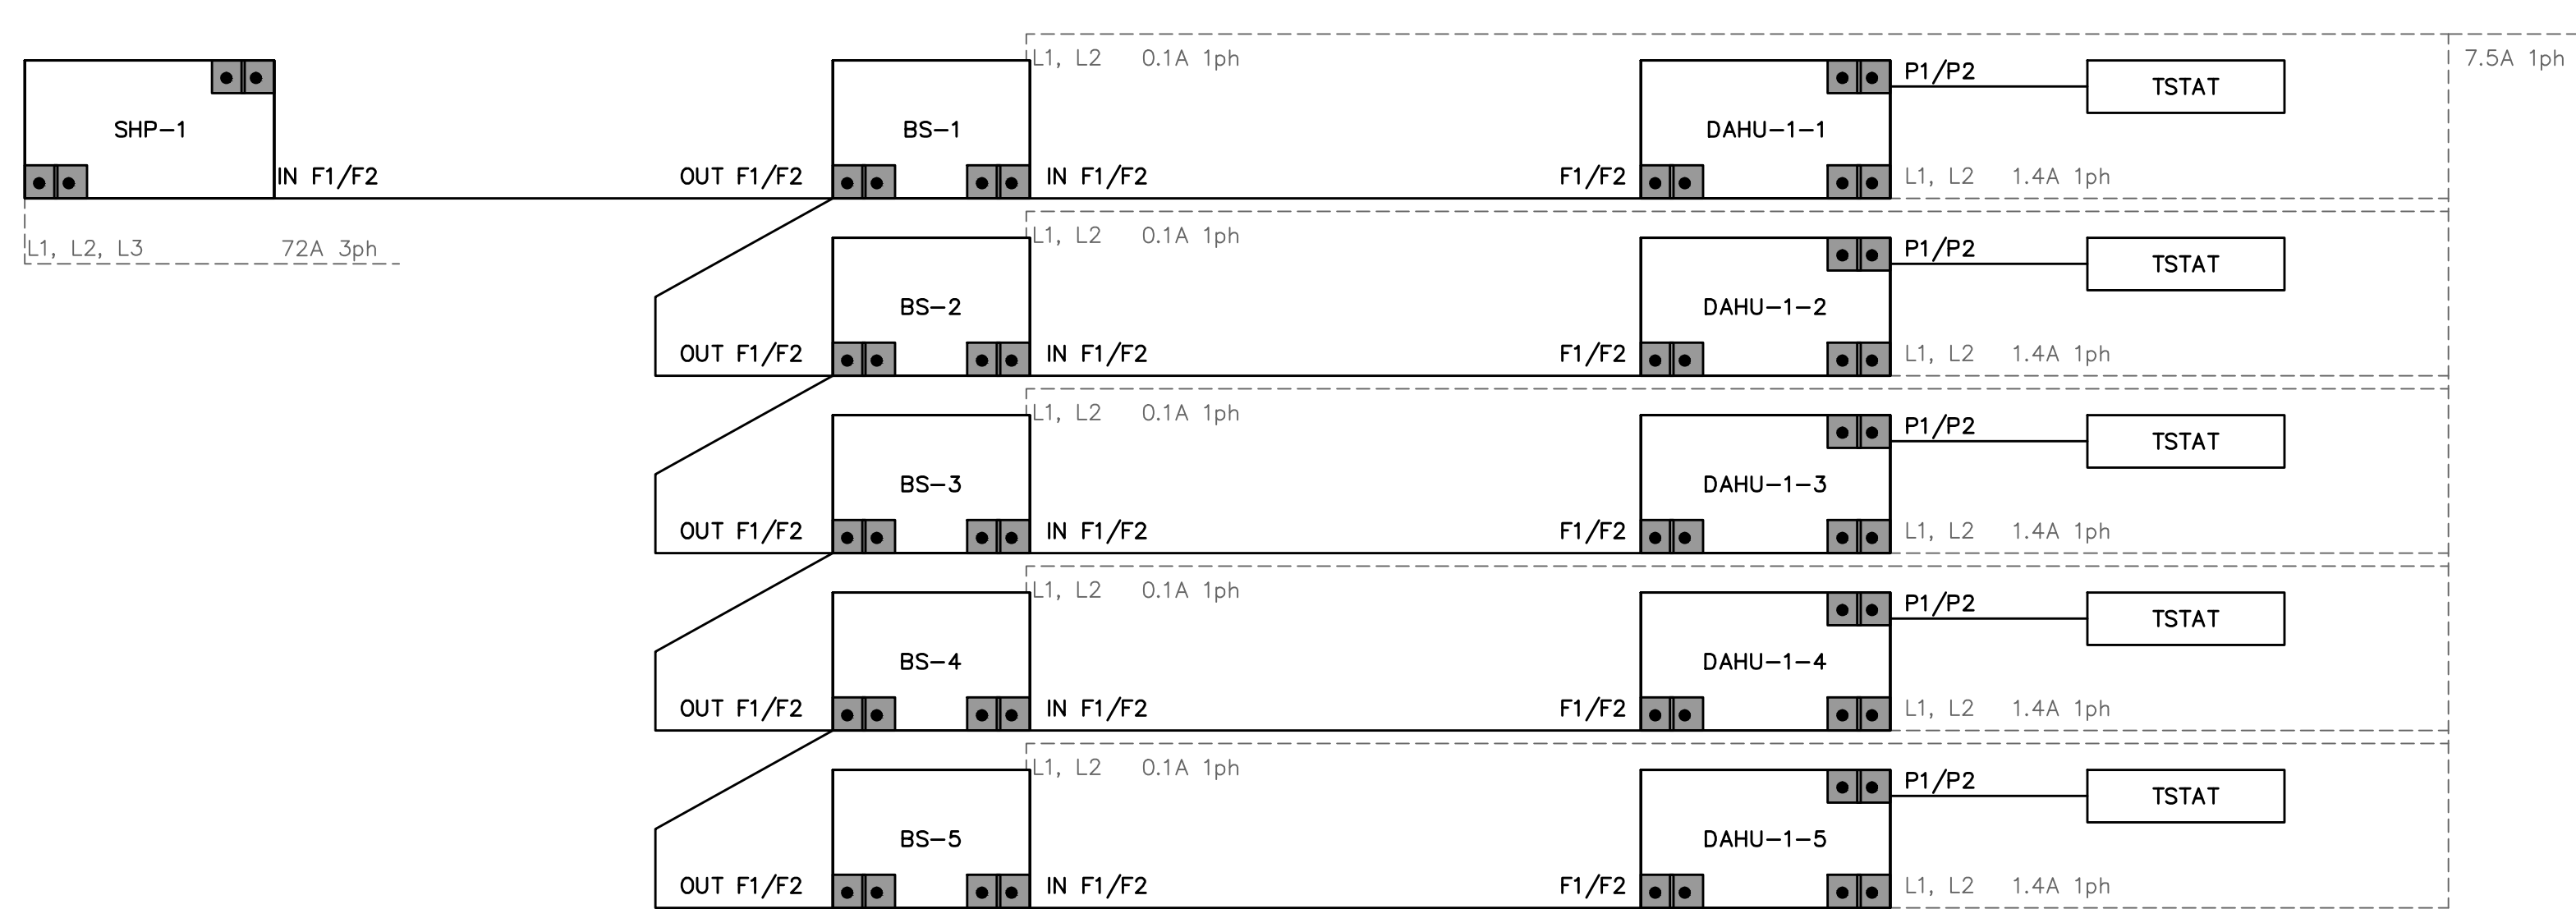 L1, L2 0.1A 1ph
7.5A 1ph
P1/P2
TSTAT
SHP-1
BS-1
DAHU-1-1
IN F1/F2
OUT F1/F2
IN F1/F2
F1/F2
L1, L2 1.4A 1ph
L1, L2, L3 72A 3ph
L1, L2 0.1A 1ph
P1/P2
TSTAT
BS-2
DAHU-1-2
OUT F1/F2
IN F1/F2
F1/F2
L1, L2 1.4A 1ph
L1, L2 0.1A 1ph
P1/P2
TSTAT
BS-3
DAHU-1-3
OUT F1/F2
IN F1/F2
F1/F2
L1, L2 1.4A 1ph
L1, L2 0.1A 1ph
P1/P2
TSTAT
BS-4
DAHU-1-4
OUT F1/F2
IN F1/F2
F1/F2
L1, L2 1.4A 1ph
L1, L2 0.1A 1ph
P1/P2
TSTAT
BS-5
DAHU-1-5
OUT F1/F2
IN F1/F2
F1/F2
L1, L2 1.4A 1ph